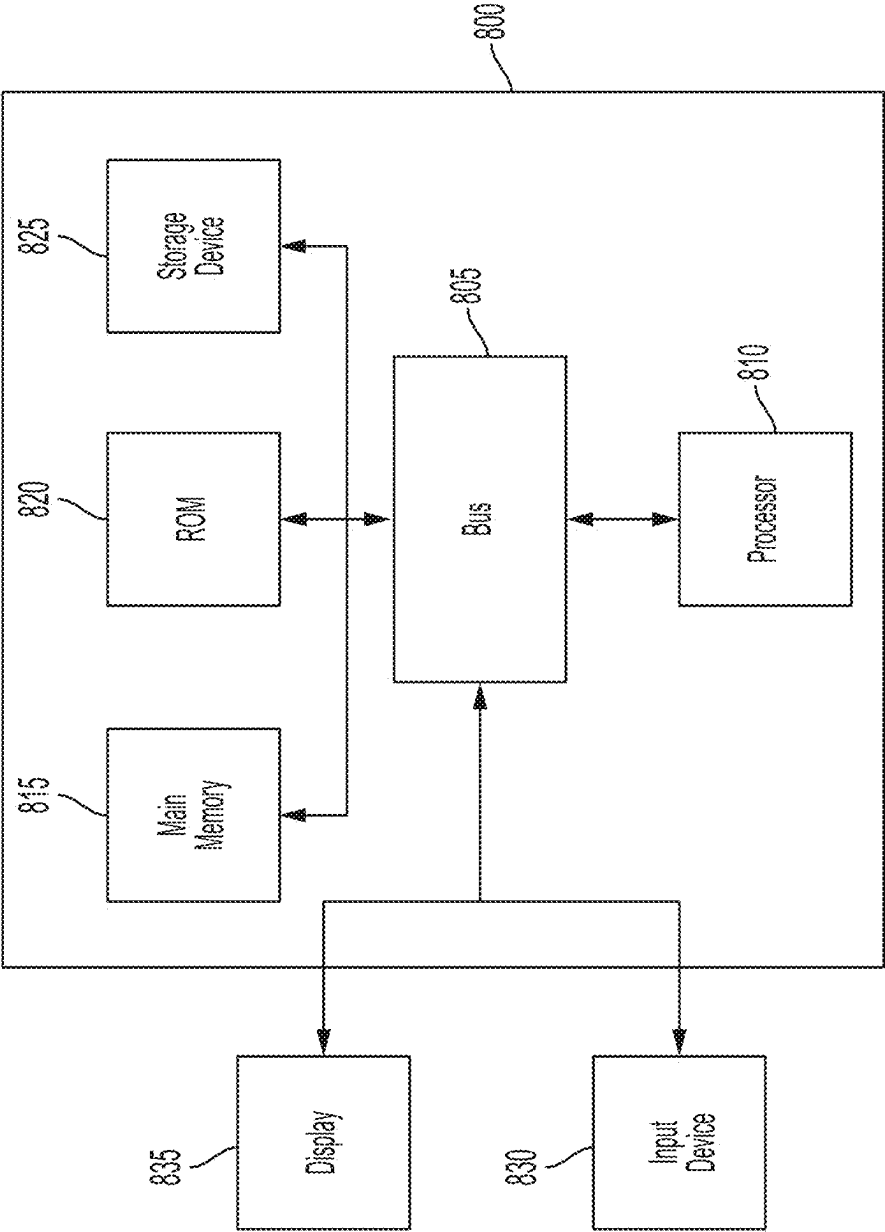 800
835
Display
815
Main
Memory
820
ROM
825
Storage
Device
805
Bus
830
Input
Device
810
Processor